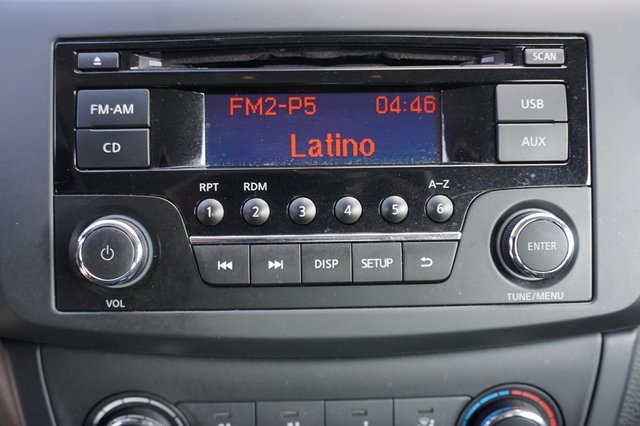 SCAN
FM2-P5 04:46
Latino
FM·AM
CD
USB
AUX
RPT RDM A–Z
1 2 3 4 5 6
DISP SETUP
ENTER
VOL
TUNE/MENU